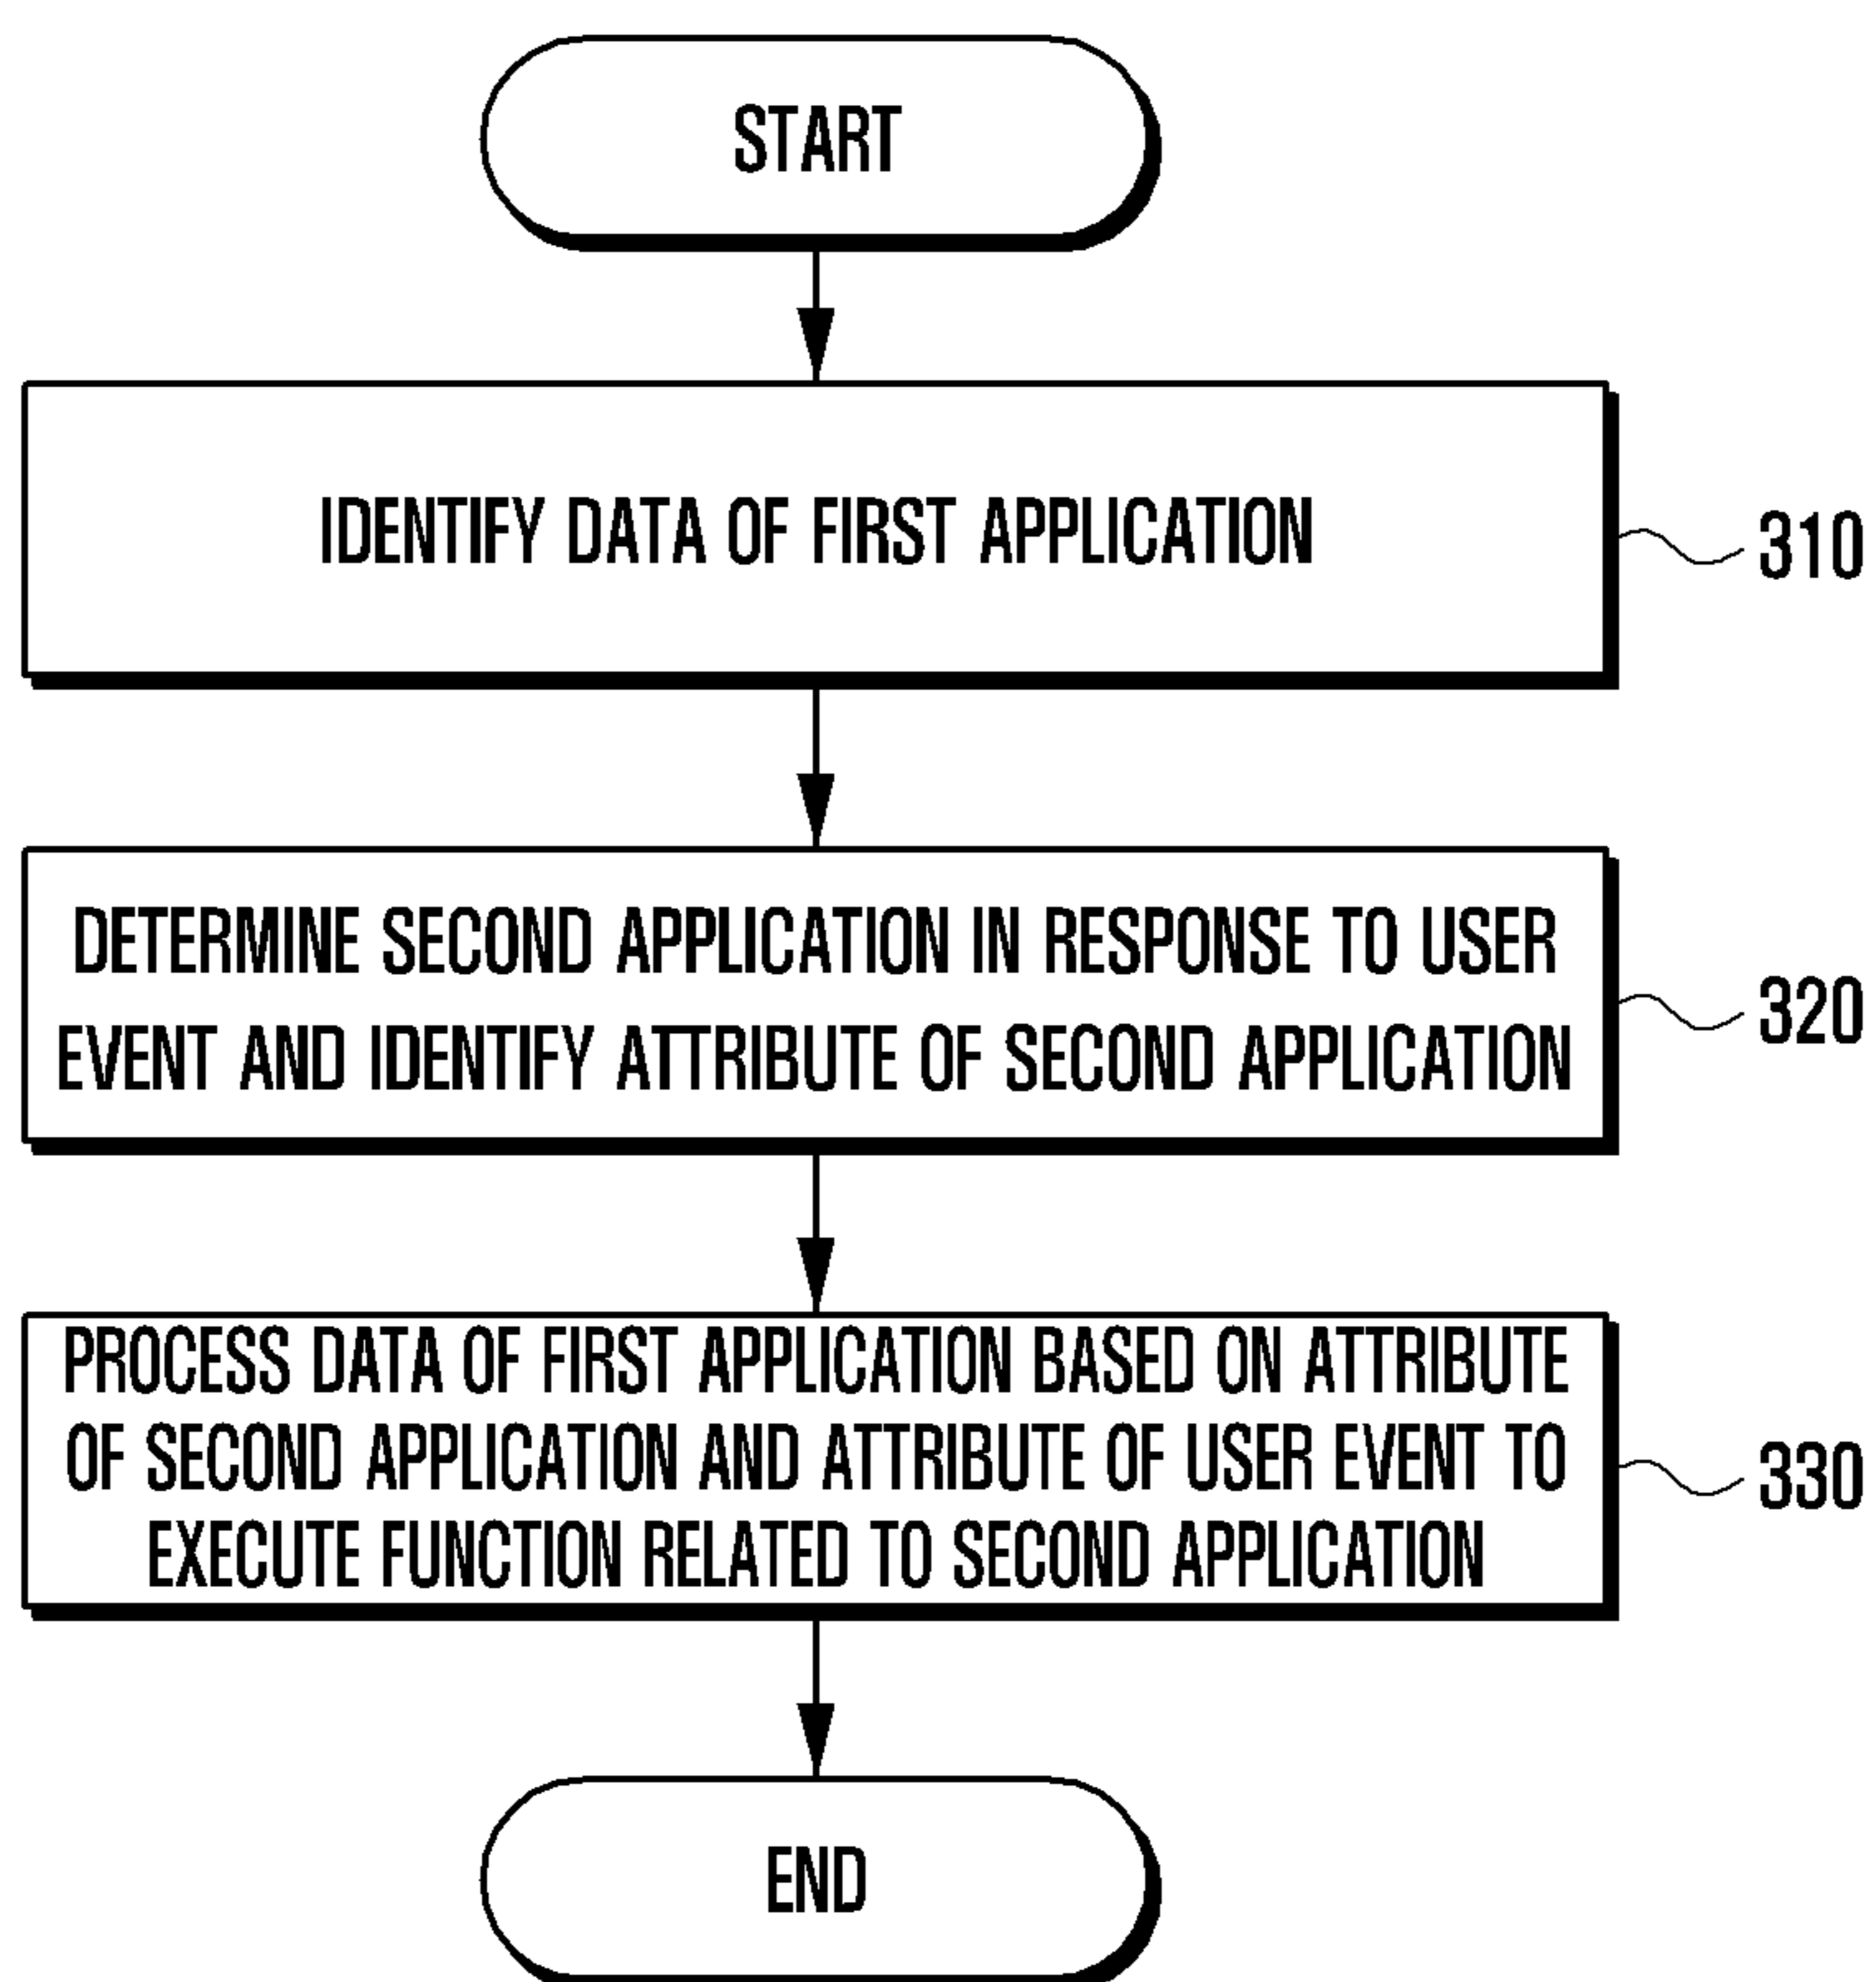 START
IDENTIFY DATA OF FIRST APPLICATION
310
DETERMINE SECOND APPLICATION IN RESPONSE TO USER
EVENT AND IDENTIFY ATTRIBUTE OF SECOND APPLICATION
320
PROCESS DATA OF FIRST APPLICATION BASED ON ATTRIBUTE
OF SECOND APPLICATION AND ATTRIBUTE OF USER EVENT TO
EXECUTE FUNCTION RELATED TO SECOND APPLICATION
330
END